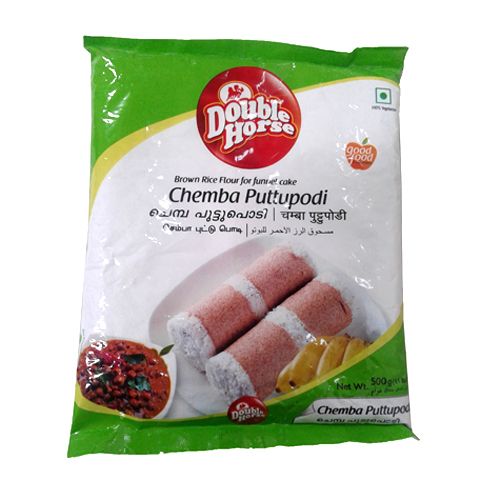 Double
Horse
100% Vegetarian
good
food
Brown Rice Flour for funnel cake
Chemba Puttupodi
ചെമ്പ പുട്ടുപൊടി | चम्बा पुट्टुपोडी
செம்பா புட்டு பொடி | مسحوق الرز الأحمر للبوتو
Net Wt. 500g
Double
Horse
Chemba Puttupodi
ചെമ്പ പുട്ടുപൊടി